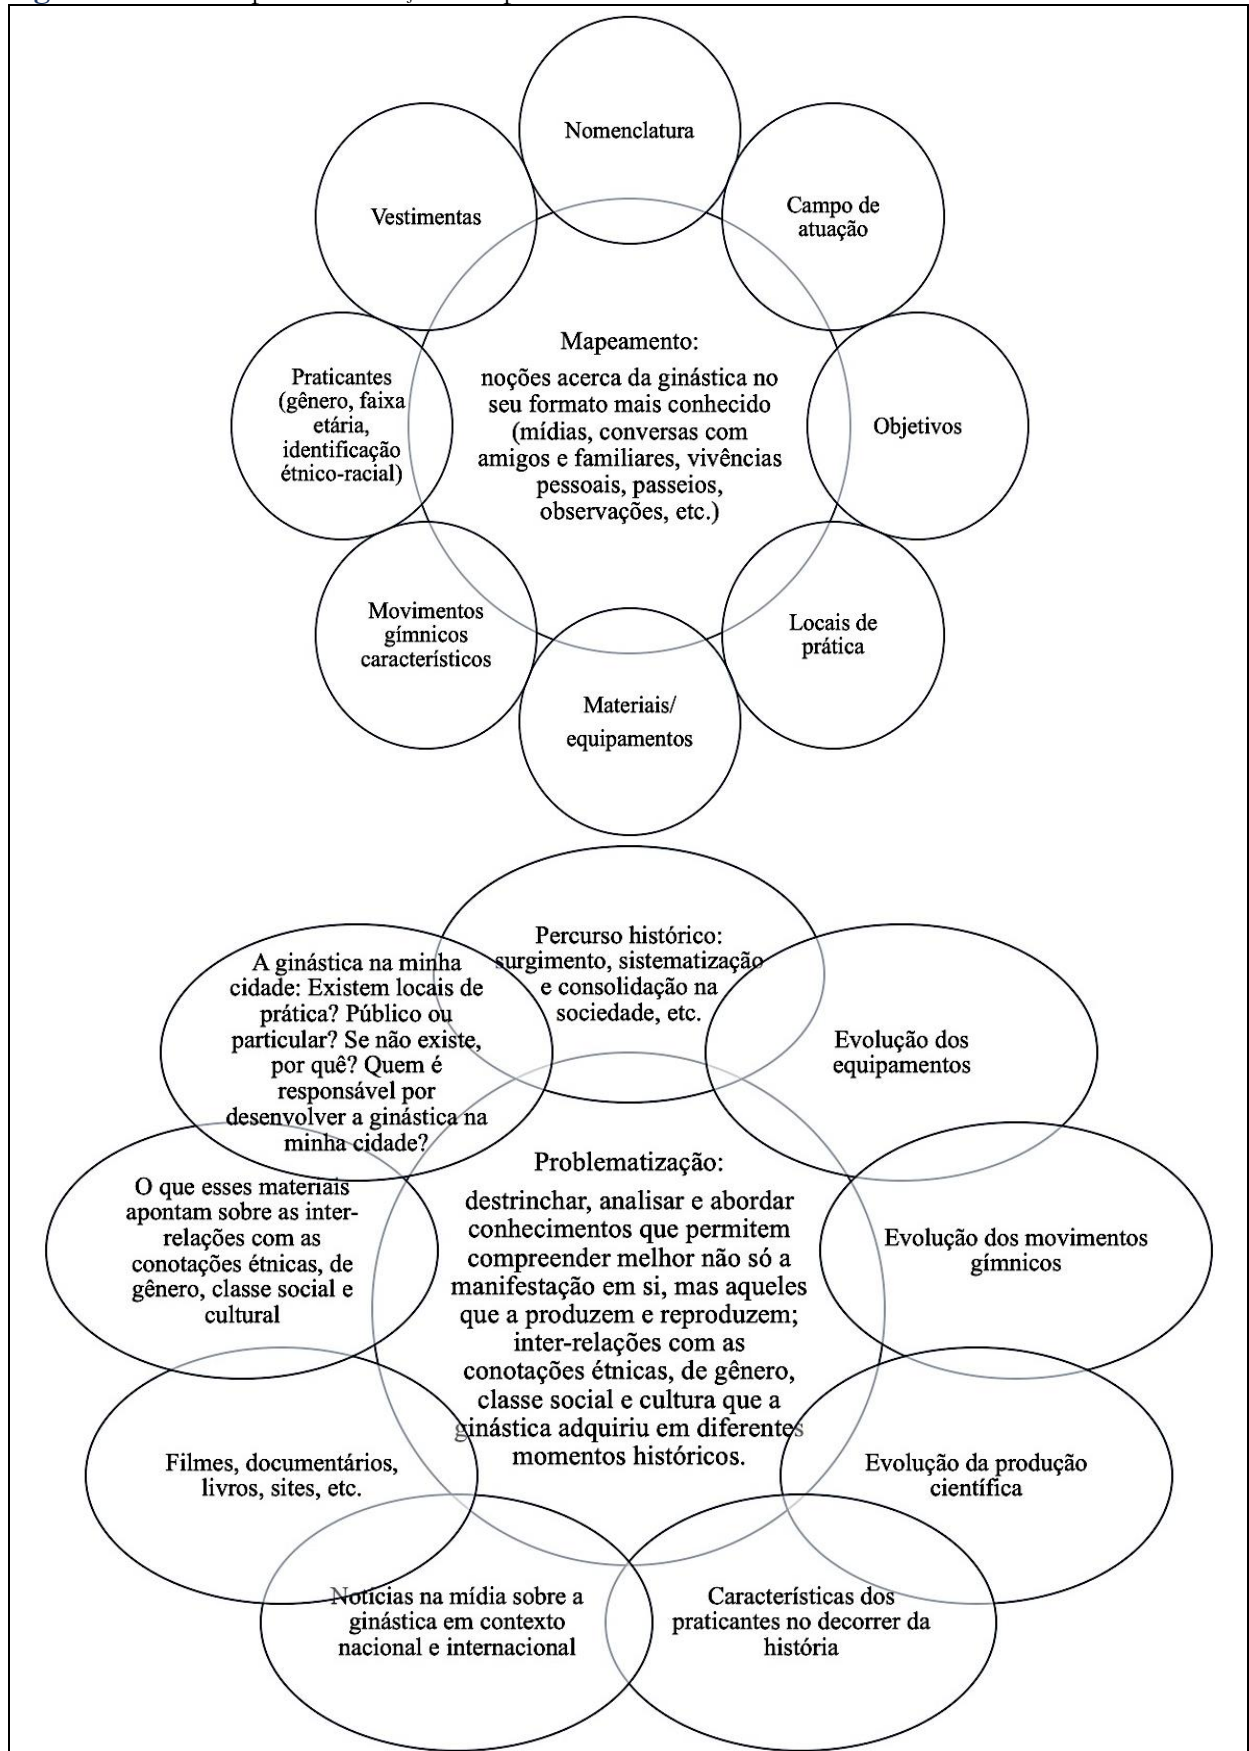 Nomenclatura
Campo de
atuação
Objetivos
Locais de
prática
Materiais/
equipamentos
Movimentos
gímnicos
característicos
Praticantes
(gênero, faixa
etária,
identificação
étnico-racial)
Vestimentas
Mapeamento:
noções acerca da ginástica no
seu formato mais conhecido
(mídias, conversas com
amigos e familiares, vivências
pessoais, passeios,
observações, etc.)
Percurso histórico:
surgimento, sistematização
e consolidação na
sociedade, etc.
Evolução dos
equipamentos
Evolução dos movimentos
gímnicos
Evolução da produção
científica
Características dos
praticantes no decorrer da
história
Notícias na mídia sobre a
ginástica em contexto
nacional e internacional
Filmes, documentários,
livros, sites, etc.
O que esses materiais
apontam sobre as inter-
relações com as
conotações étnicas, de
gênero, classe social e
cultural
A ginástica na minha
cidade: Existem locais de
prática? Público ou
particular? Se não existe,
por quê? Quem é
responsável por
desenvolver a ginástica na
minha cidade?
Problematização:
destrinchar, analisar e abordar
conhecimentos que permitem
compreender melhor não só a
manifestação em si, mas aqueles
que a produzem e reproduzem;
inter-relações com as
conotações étnicas, de gênero,
classe social e cultura que a
ginástica adquiriu em diferentes
momentos históricos.